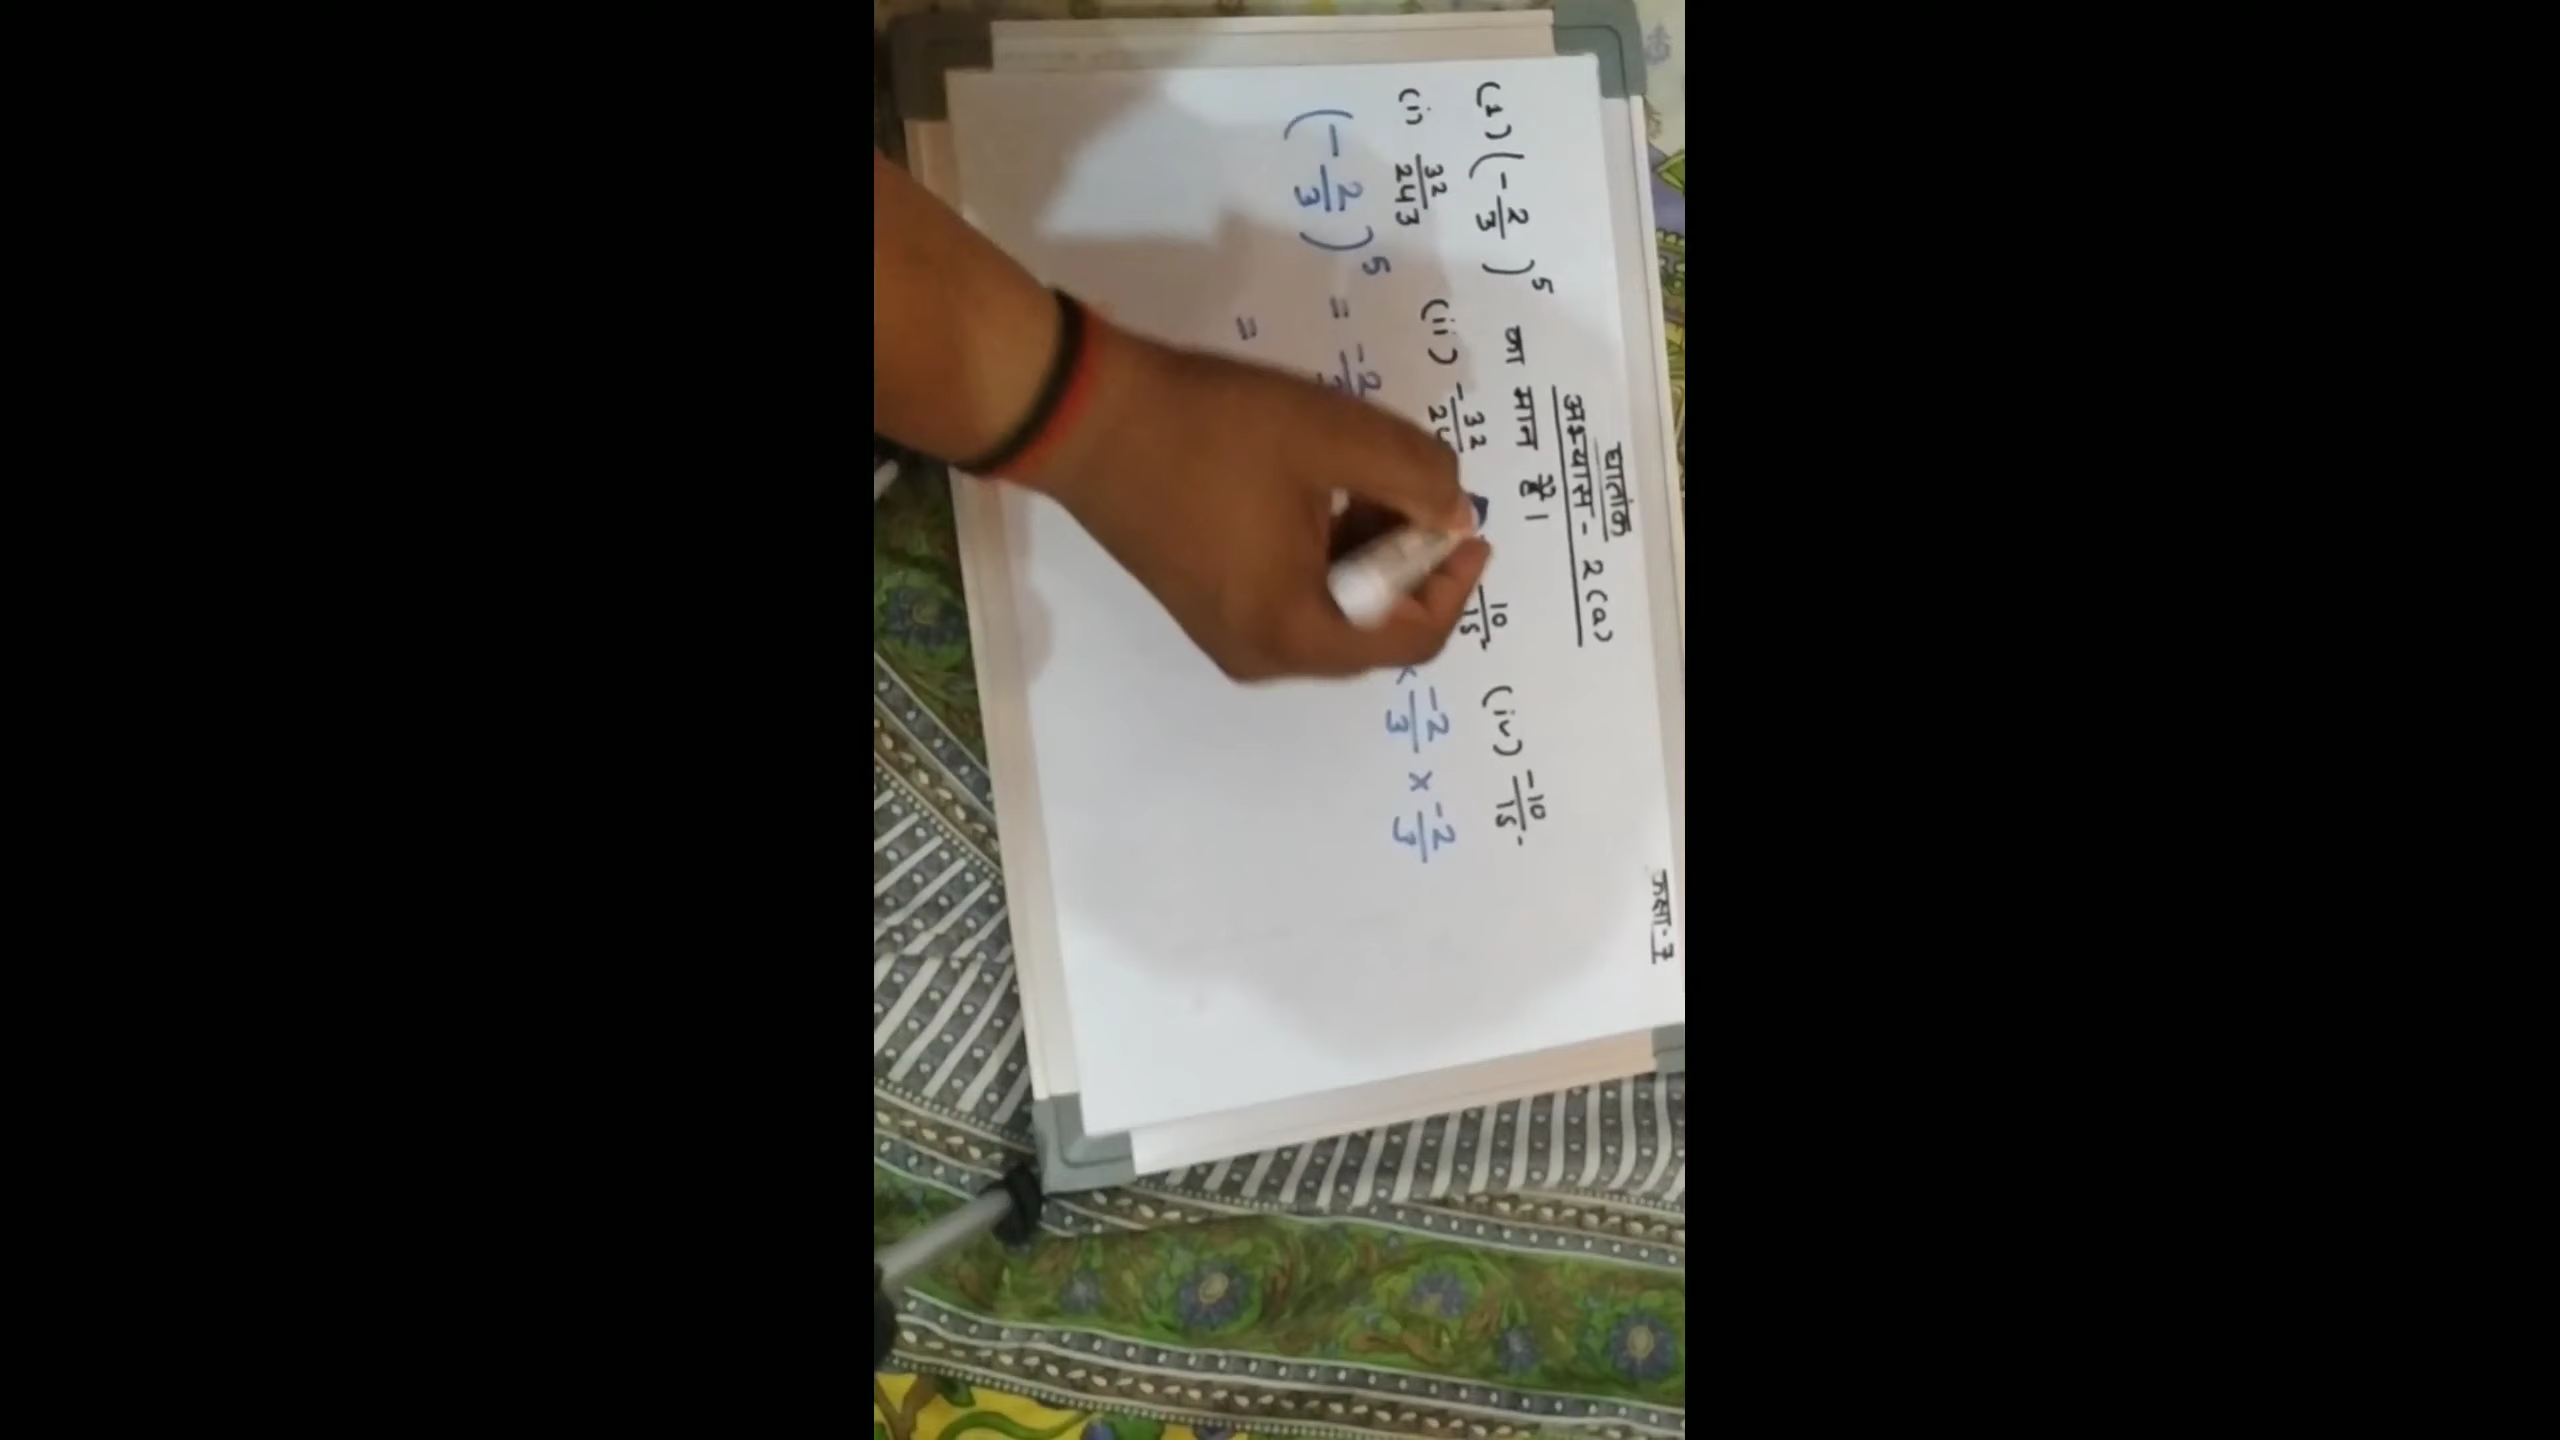 कक्षा-7
घातांक
अभ्यास- 2(a)
(1) (-2/3)^5 का मान है।
(i) 32/243 (ii) -32/24 10/15 (iv) -10/15
(-2/3)^5 = -2 × -2/3 × -2/3
=